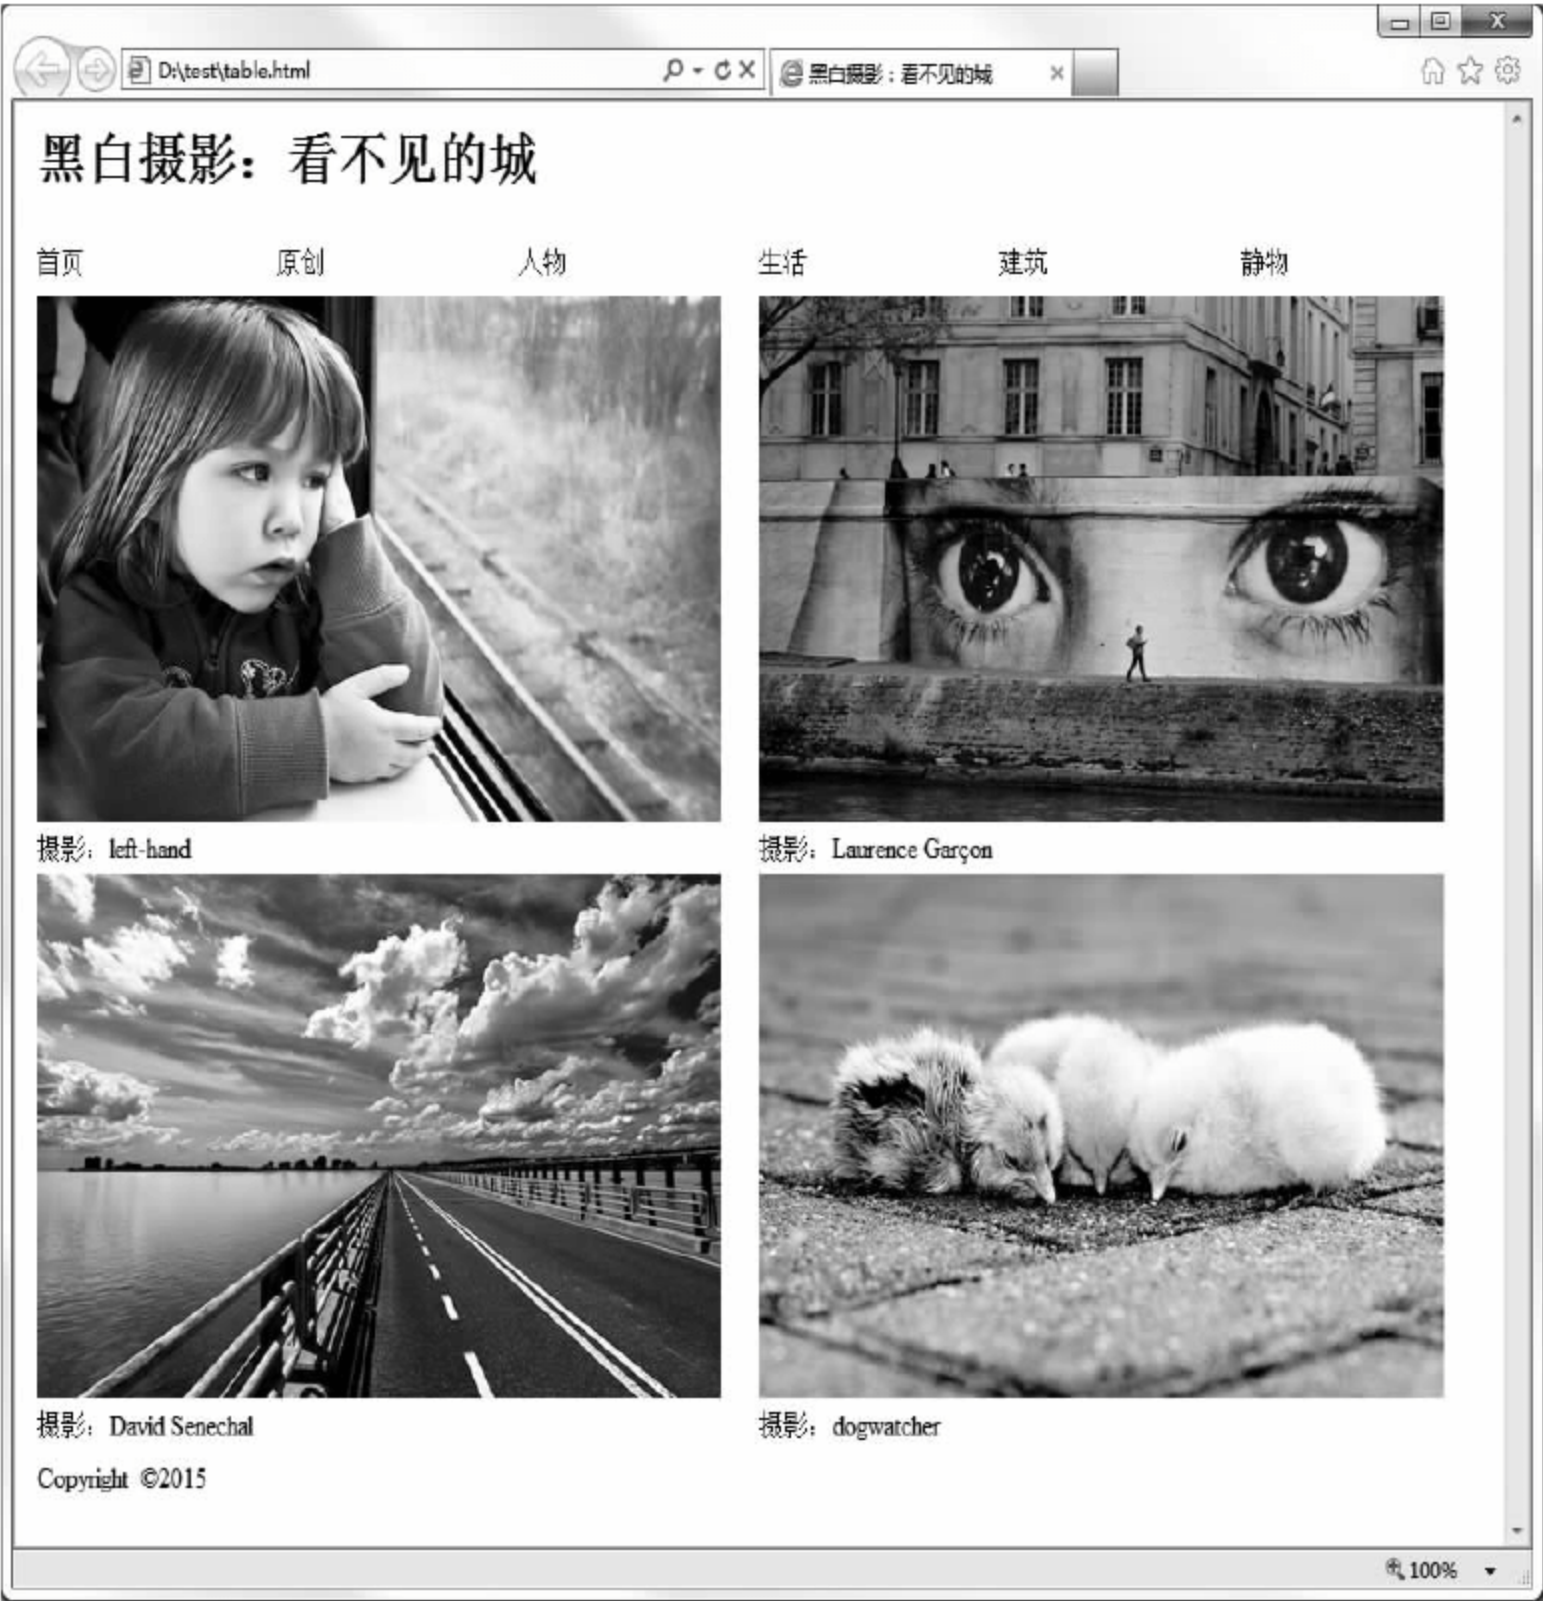 D:\test\table.html
黑白摄影：看不见的城
黑白摄影：看不见的城
首页 原创 人物 生活 建筑 静物
摄影：left-hand 摄影：Laurence Garçon
摄影：David Senechal 摄影：dogwatcher
Copyright ©2015
100%